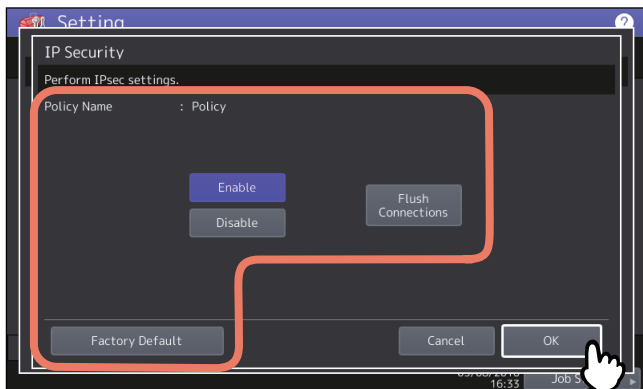 Setting
?
IP Security
Perform IPsec settings.
Policy Name : Policy
Enable
Flush
Connections
Disable
Factory Default
Cancel
OK
16:33
Job S